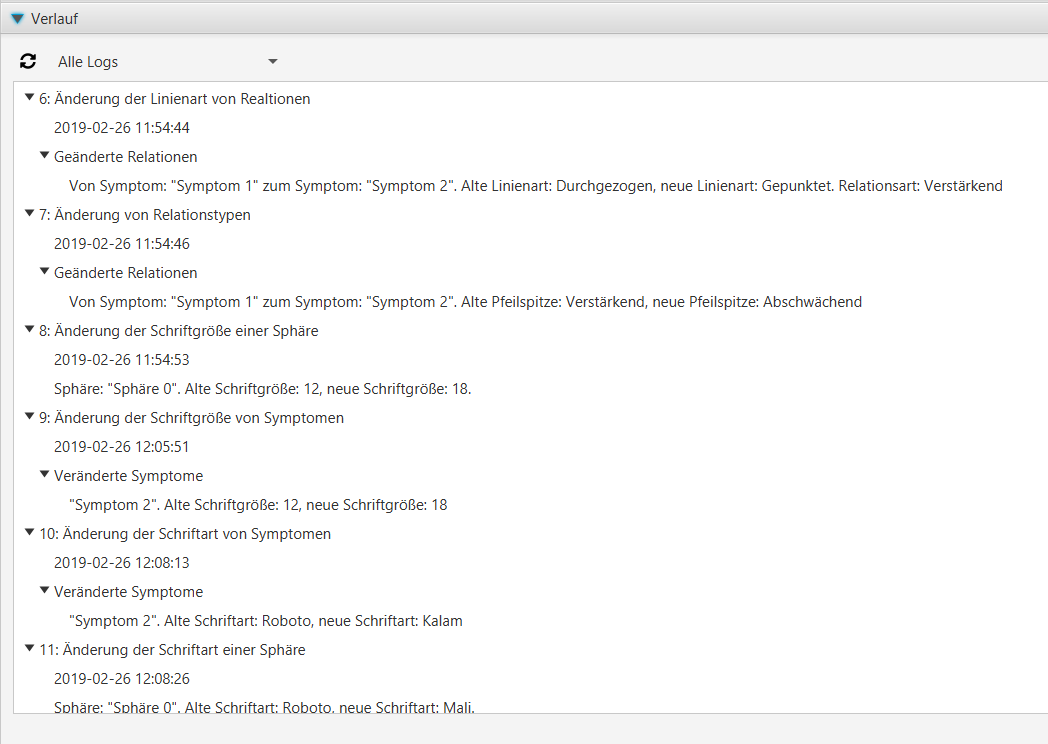 Verlauf
Alle Logs
6: Änderung der Linienart von Realtionen
2019-02-26 11:54:44
Geänderte Relationen
Von Symptom: "Symptom 1" zum Symptom: "Symptom 2". Alte Linienart: Durchgezogen, neue Linienart: Gepunktet. Relationsart: Verstärkend
7: Änderung von Relationstypen
2019-02-26 11:54:46
Geänderte Relationen
Von Symptom: "Symptom 1" zum Symptom: "Symptom 2". Alte Pfeilspitze: Verstärkend, neue Pfeilspitze: Abschwächend
8: Änderung der Schriftgröße einer Sphäre
2019-02-26 11:54:53
Sphäre: "Sphäre 0". Alte Schriftgröße: 12, neue Schriftgröße: 18.
9: Änderung der Schriftgröße von Symptomen
2019-02-26 12:05:51
Veränderte Symptome
"Symptom 2". Alte Schriftgröße: 12, neue Schriftgröße: 18
10: Änderung der Schriftart von Symptomen
2019-02-26 12:08:13
Veränderte Symptome
"Symptom 2". Alte Schriftart: Roboto, neue Schriftart: Kalam
11: Änderung der Schriftart einer Sphäre
2019-02-26 12:08:26
Sphäre: "Sphäre 0". Alte Schriftart: Roboto, neue Schriftart: Mali.